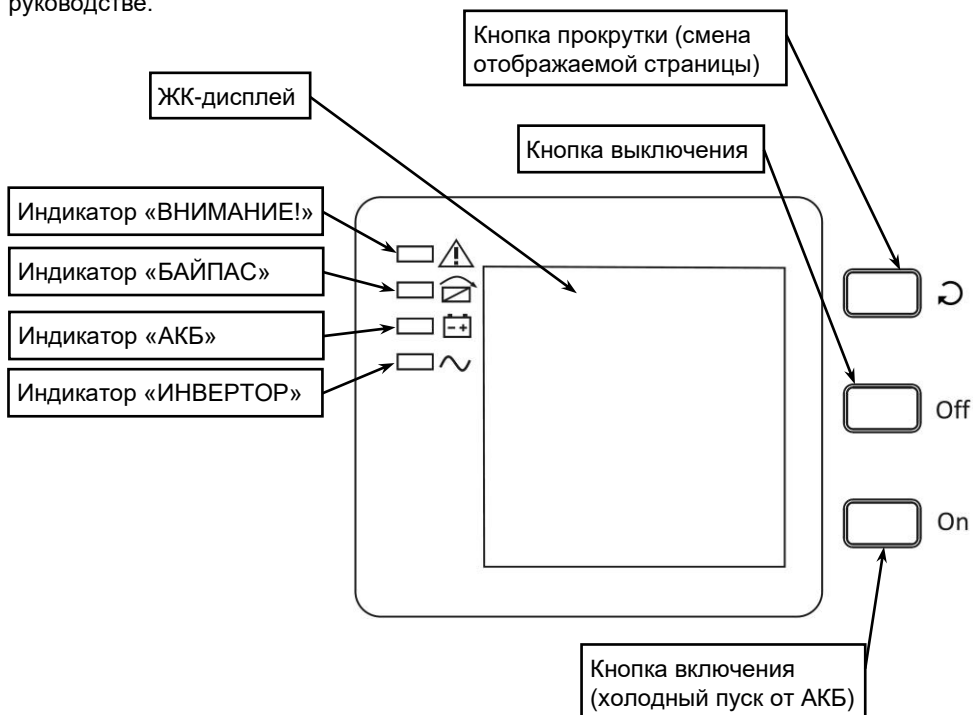 руководстве.
Кнопка прокрутки (смена
отображаемой страницы)
ЖК-дисплей
Кнопка выключения
Индикатор «ВНИМАНИЕ!»
Индикатор «БАЙПАС»
Индикатор «АКБ»
Индикатор «ИНВЕРТОР»
Off
On
Кнопка включения
(холодный пуск от АКБ)